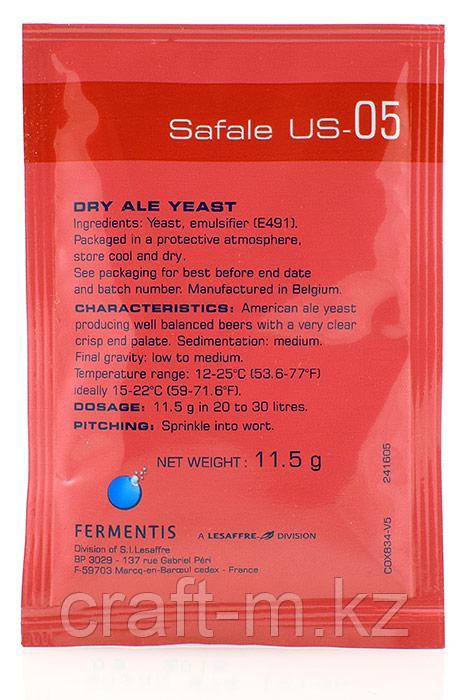 Safale US-05
DRY ALE YEAST
Ingredients: Yeast, emulsifier (E491).
Packaged in a protective atmosphere,
store cool and dry.
See packaging for best before end date
and batch number. Manufactured in Belgium.
CHARACTERISTICS: American ale yeast
producing well balanced beers with a very clear
crisp end palate. Sedimentation: medium.
Final gravity: low to medium.
Temperature range: 12-25°C (53.6-77°F)
ideally 15-22°C (59-71.6°F).
DOSAGE: 11.5 g in 20 to 30 litres.
PITCHING: Sprinkle into wort.
NET WEIGHT: 11.5 g
FERMENTIS A LESAFFRE DIVISION
Division of S.I.Lesaffre
BP 3029 - 137 rue Gabriel Péri
F-59703 Marcq-en-Barœul cedex - France
COX834-V5 241605
craft-m.kz